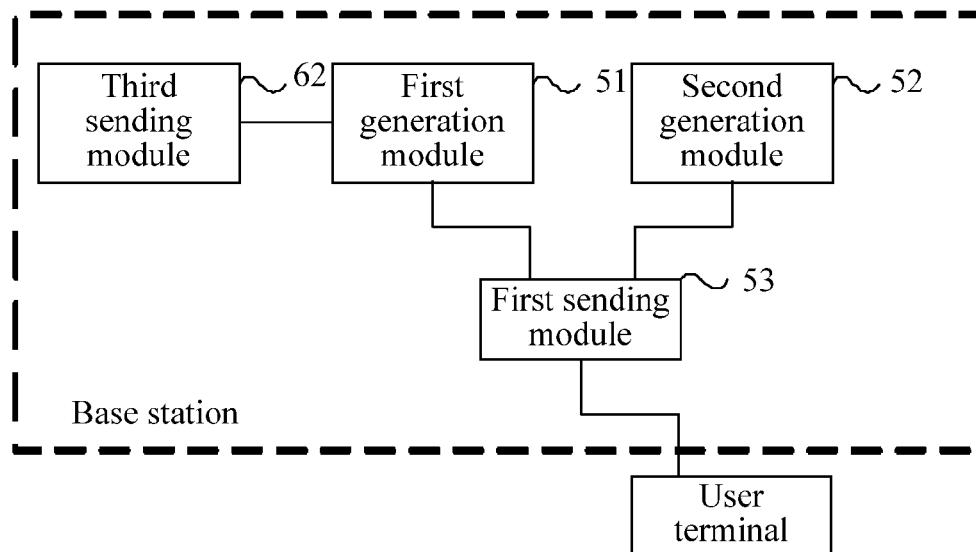 Third
sending
module
62
First
generation
module
51
Second
generation
module
52
First sending
module
53
Base station
User
terminal